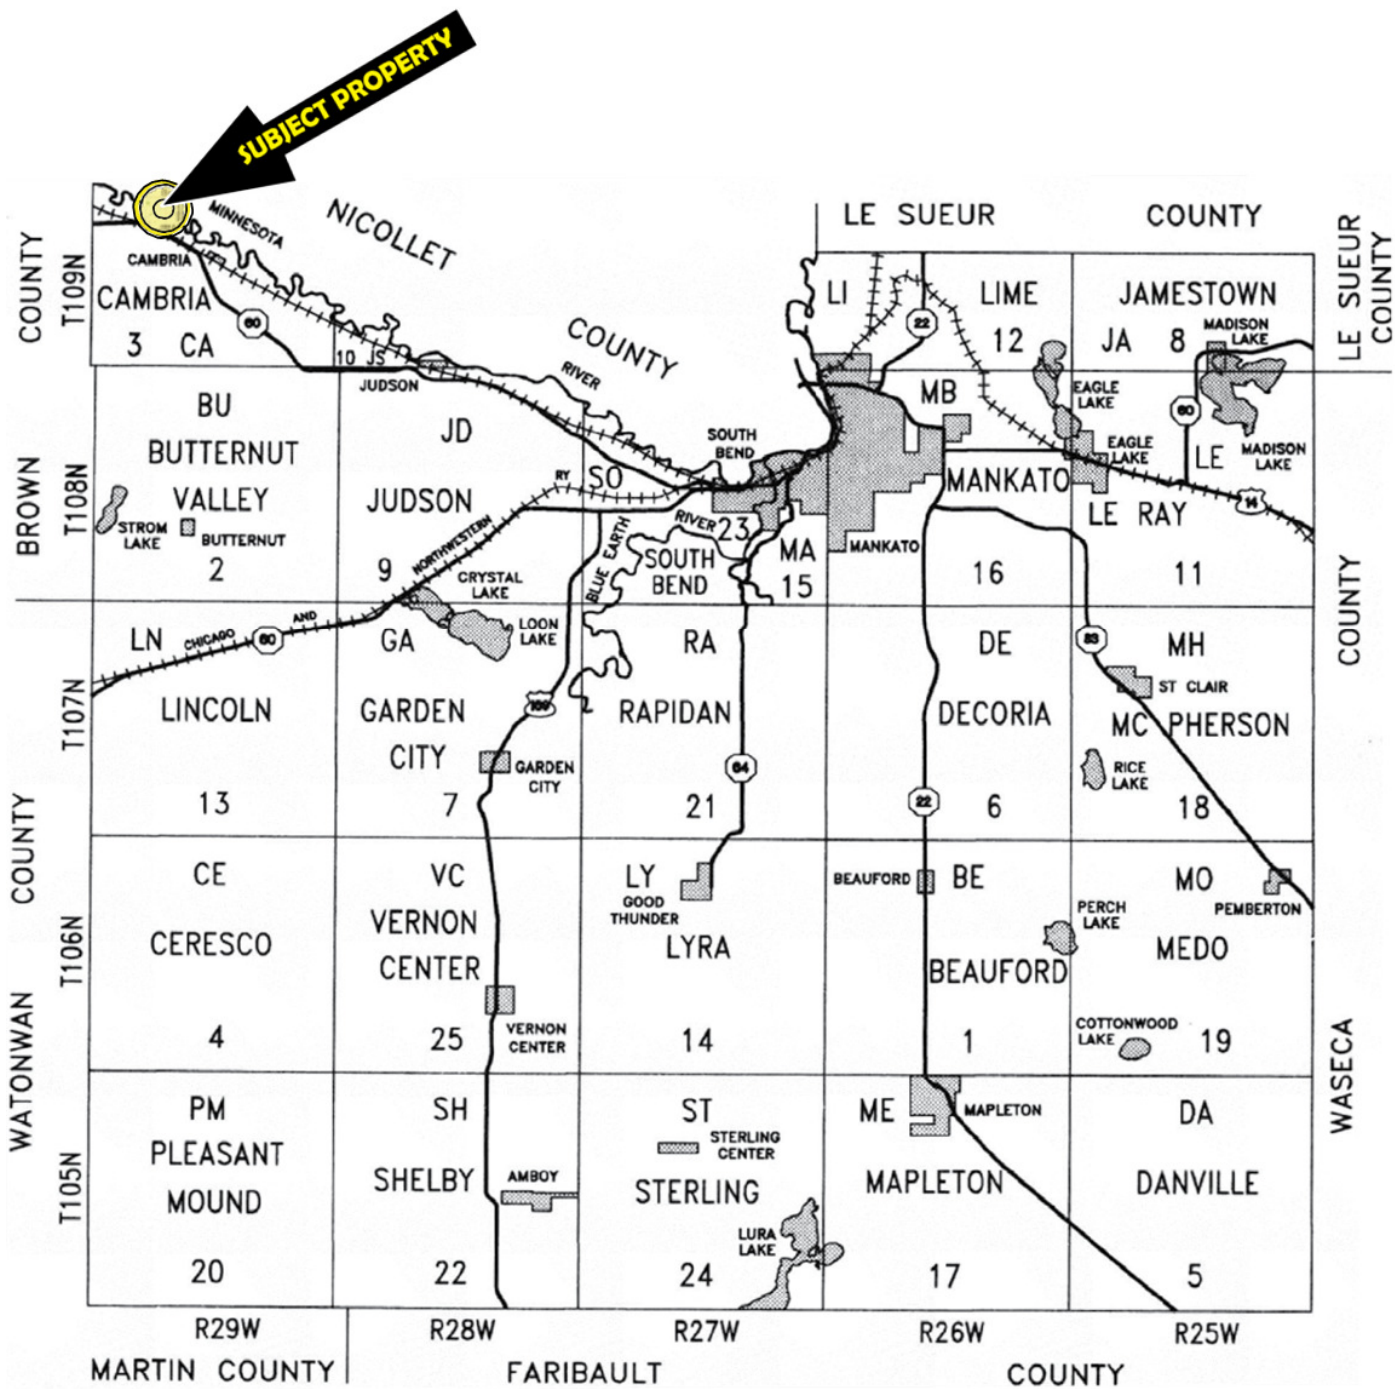 SUBJECT PROPERTY
LE SUEUR COUNTY
NICOLLET
COUNTY
MINNESOTA
RIVER
COUNTY
LE SUEUR
COUNTY
T109N
CAMBRIA
CAMBRIA
3 CA
60
10 JS
JUDSON
LI
22
LIME
12
JAMESTOWN
JA 8
MADISON
LAKE
BROWN
T108N
BU
BUTTERNUT
VALLEY
STROM
LAKE
BUTTERNUT
2
JD
JUDSON
9
NORTHWESTERN
RY
SO
SOUTH
BEND
RIVER
23
BLUE EARTH
SOUTH
BEND
MA
15
MANKATO
MB
MANKATO
16
EAGLE
LAKE
EAGLE
LAKE
60
LE
MADISON
LAKE
14
LE RAY
11
COUNTY
T107N
LN
CHICAGO
60
AND
LINCOLN
13
CRYSTAL
LAKE
LOON
LAKE
GA
GARDEN
CITY
7
169
GARDEN
CITY
RA
RAPIDAN
64
21
DE
DECORIA
22
6
83
MH
ST CLAIR
MC PHERSON
RICE
LAKE
18
COUNTY
T106N
CE
CERESCO
4
VC
VERNON
CENTER
25
VERNON
CENTER
LY
GOOD
THUNDER
LYRA
14
BEAUFORD
BE
BEAUFORD
1
PERCH
LAKE
MO
PEMBERTON
MEDO
COTTONWOOD
LAKE
19
WATONWAN
WASECA
T105N
PM
PLEASANT
MOUND
20
SH
SHELBY
AMBOY
22
ST
STERLING
CENTER
STERLING
LURA
LAKE
24
ME
MAPLETON
MAPLETON
17
DA
DANVILLE
5
R29W
R28W
R27W
R26W
R25W
MARTIN COUNTY
FARIBAULT
COUNTY